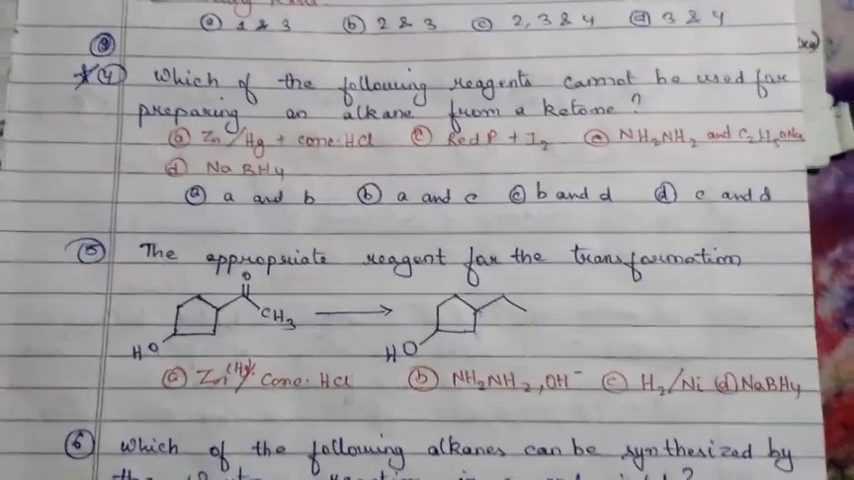 (a) 1 & 3 (b) 2 & 3 (c) 2, 3 & 4 (d) 3 & 4
(4) Which of the following reagents cannot be used for
preparing an alkane from a ketone?
Zn/Hg + conc. HCl (c) Red P + I2 (a) NH2NH2 and C2H5ONa
(d) NaBH4
(a) a and b (b) a and c (c) b and d (d) c and d
(5) The appropriate reagent for the transformation
O
CH3
HO HO
(a) Zn(Hg), Conc. HCl (b) NH2NH2, OH⁻ (c) H2/Ni (d) NaBH4
(6) Which of the following alkanes can be synthesized by